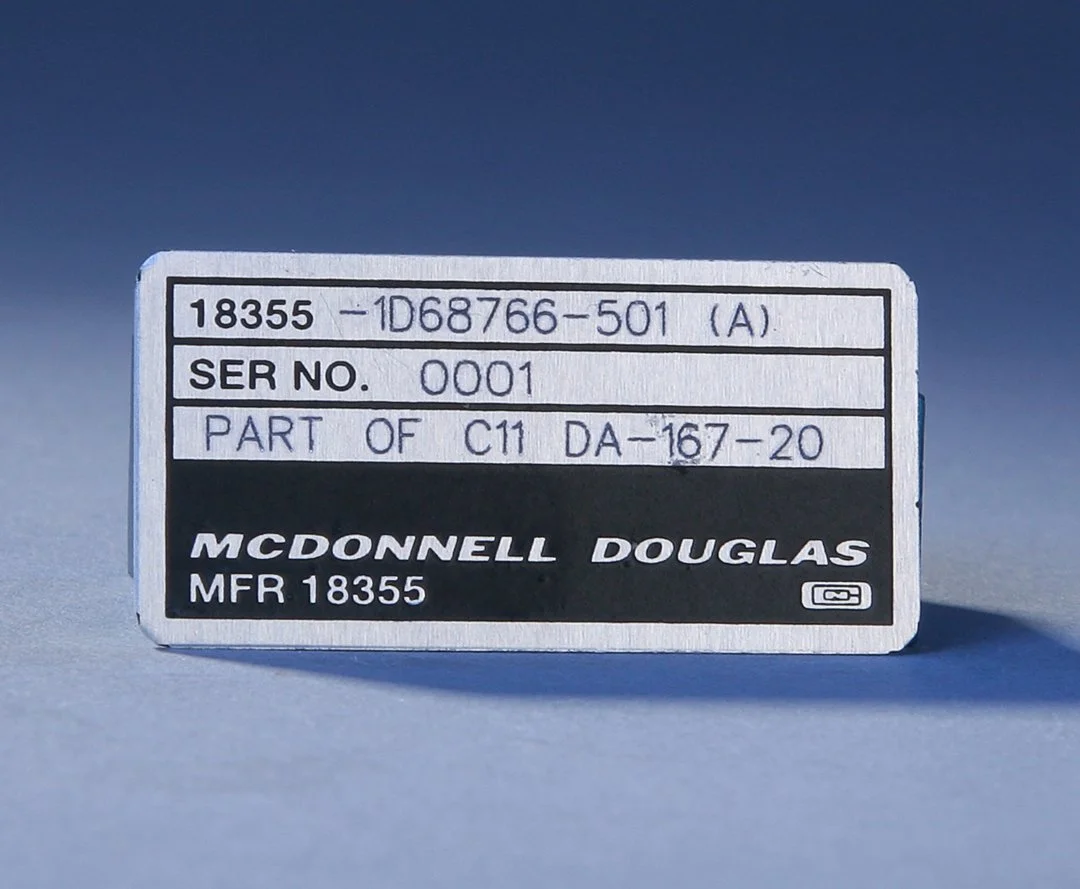 18355 -1D68766-501 (A)
SER NO. 0001
PART OF C11 DA-167-20
MCDONNELL DOUGLAS
MFR 18355